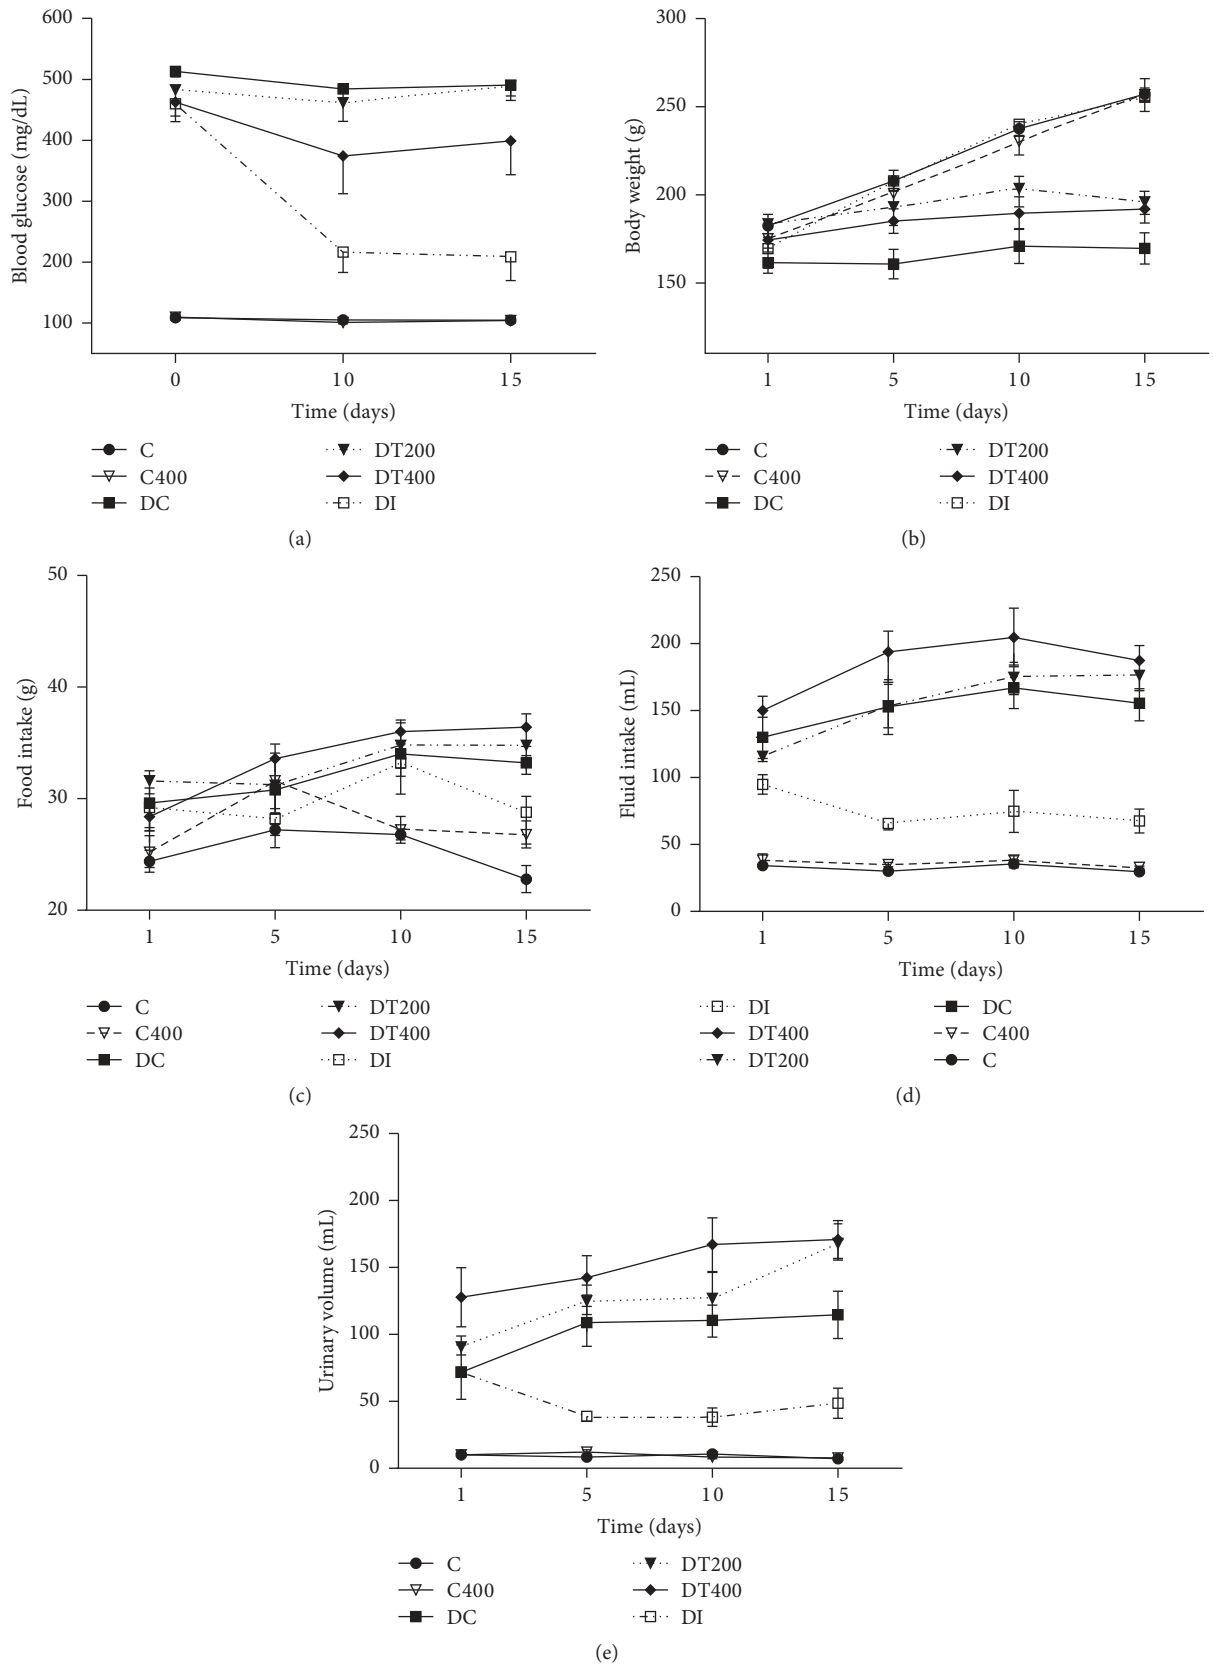 600
500
400
300
200
100
Blood glucose (mg/dL)
0 10 15
Time (days)
C DT200
C400 DT400
DC DI
(a)
300
250
200
150
Body weight (g)
1 5 10 15
Time (days)
C DT200
C400 DT400
DC DI
(b)
50
40
30
20
Food intake (g)
1 5 10 15
Time (days)
C DT200
C400 DT400
DC DI
(c)
250
200
150
100
50
0
Fluid intake (mL)
1 5 10 15
Time (days)
DI DC
DT400 C400
DT200 C
(d)
250
200
150
100
50
0
Urinary volume (mL)
1 5 10 15
Time (days)
C DT200
C400 DT400
DC DI
(e)